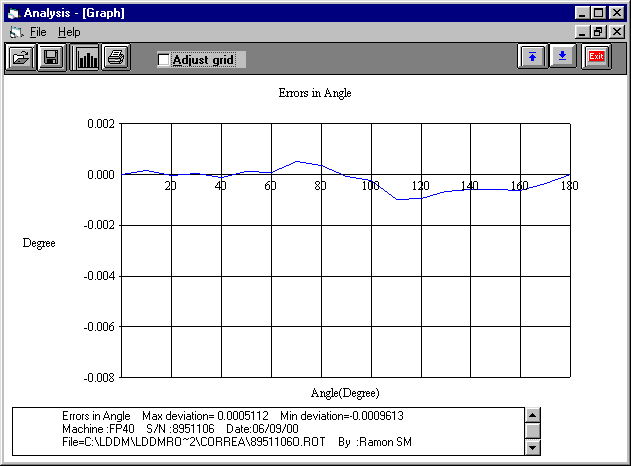 Analysis - [Graph]
File Help
Adjust grid Exit
Errors in Angle
0.002
0.000
20 40 60 80 100 120 140 160 180
-0.002
Degree
-0.004
-0.006
-0.008
Angle(Degree)
Errors in Angle Max deviation= 0.0005112 Min deviation=-0.0009613
Machine :FP40 S/N :8951106 Date:06/09/00
File=C:\LDDM\LDDMRO~2\CORREA\8951106O.ROT By :Ramon SM